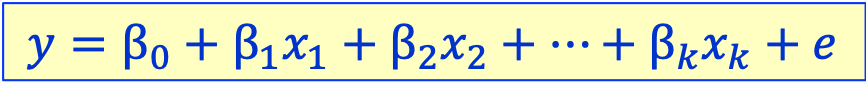 y = β₀ + β₁x₁ + β₂x₂ + ⋯ + βₖxₖ + e